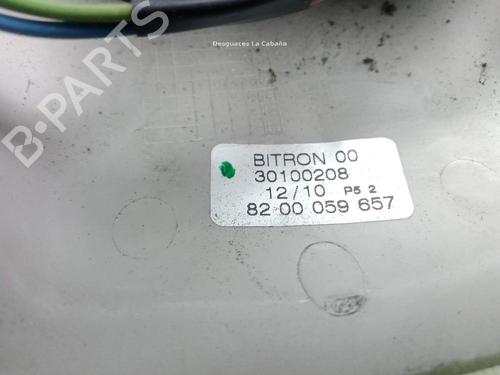 Desguaces La Cabaña
B-PARTS
BITRON 00
30100208
12/10 P5 2
82 00 059 657